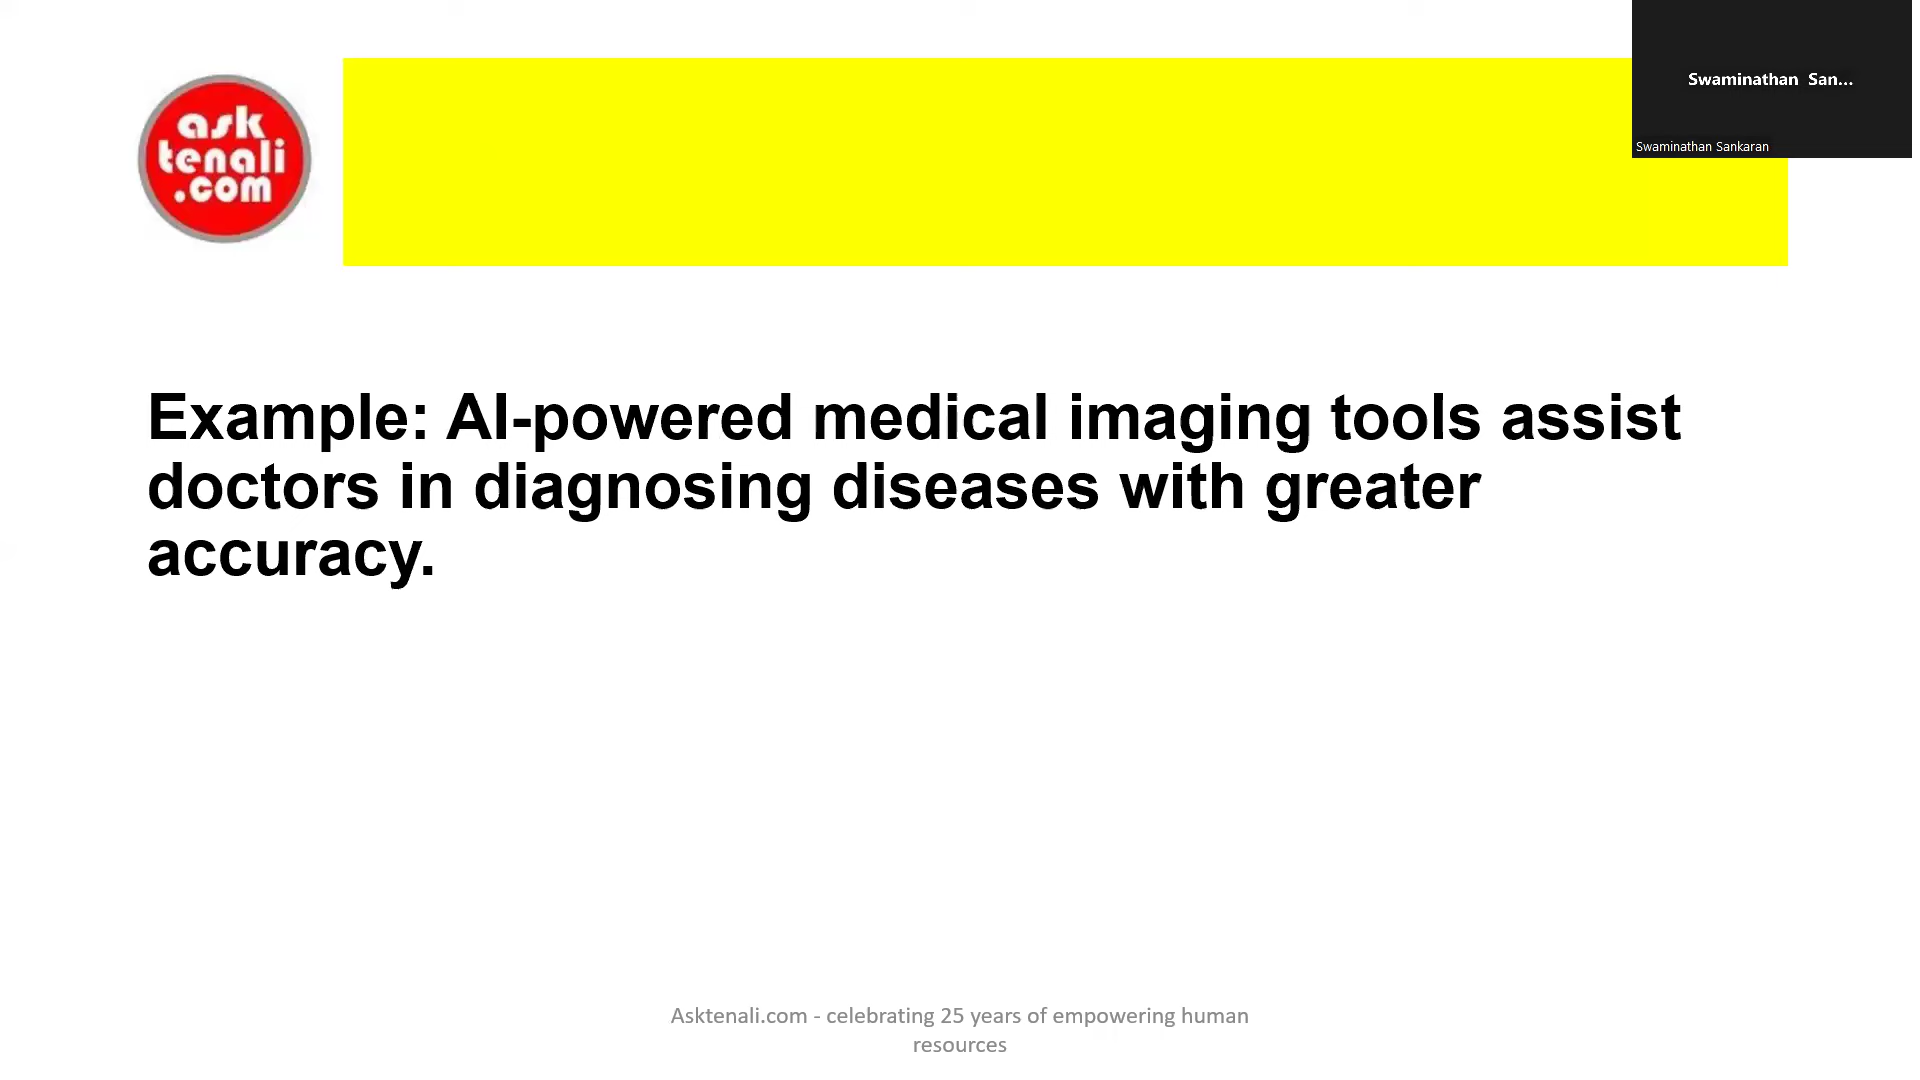 ask
tenali
.com
Swaminathan San...
Swaminathan Sankaran
Example: AI-powered medical imaging tools assist
doctors in diagnosing diseases with greater
accuracy.
Asktenali.com - celebrating 25 years of empowering human
resources